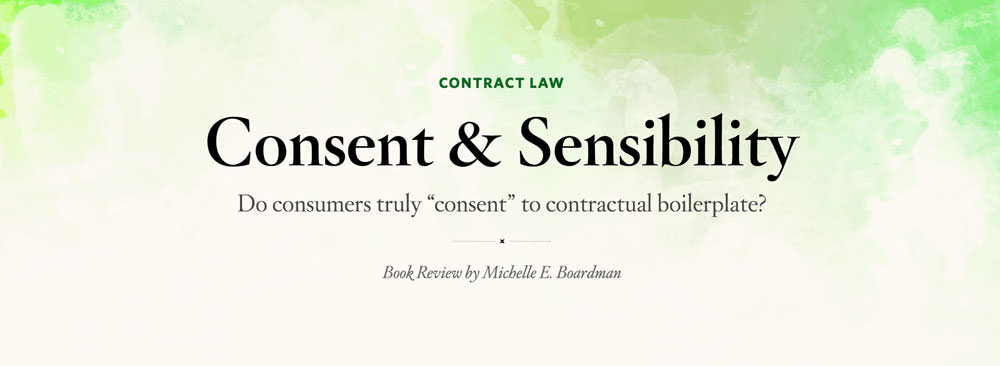 CONTRACT LAW
Consent & Sensibility
Do consumers truly “consent” to contractual boilerplate?
Book Review by Michelle E. Boardman